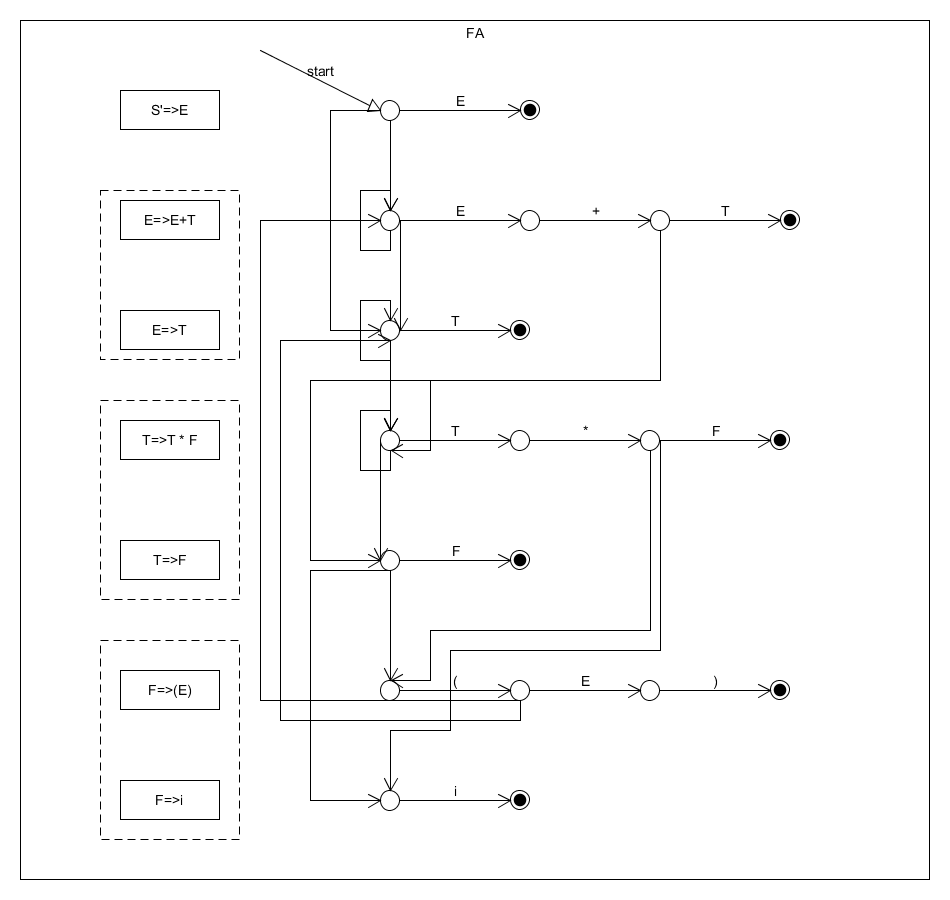 FA
start
S'=>E
E
E=>E+T
E
+
T
E=>T
T
T=>T * F
T
*
F
T=>F
F
F=>(E)
(
E
)
F=>i
i